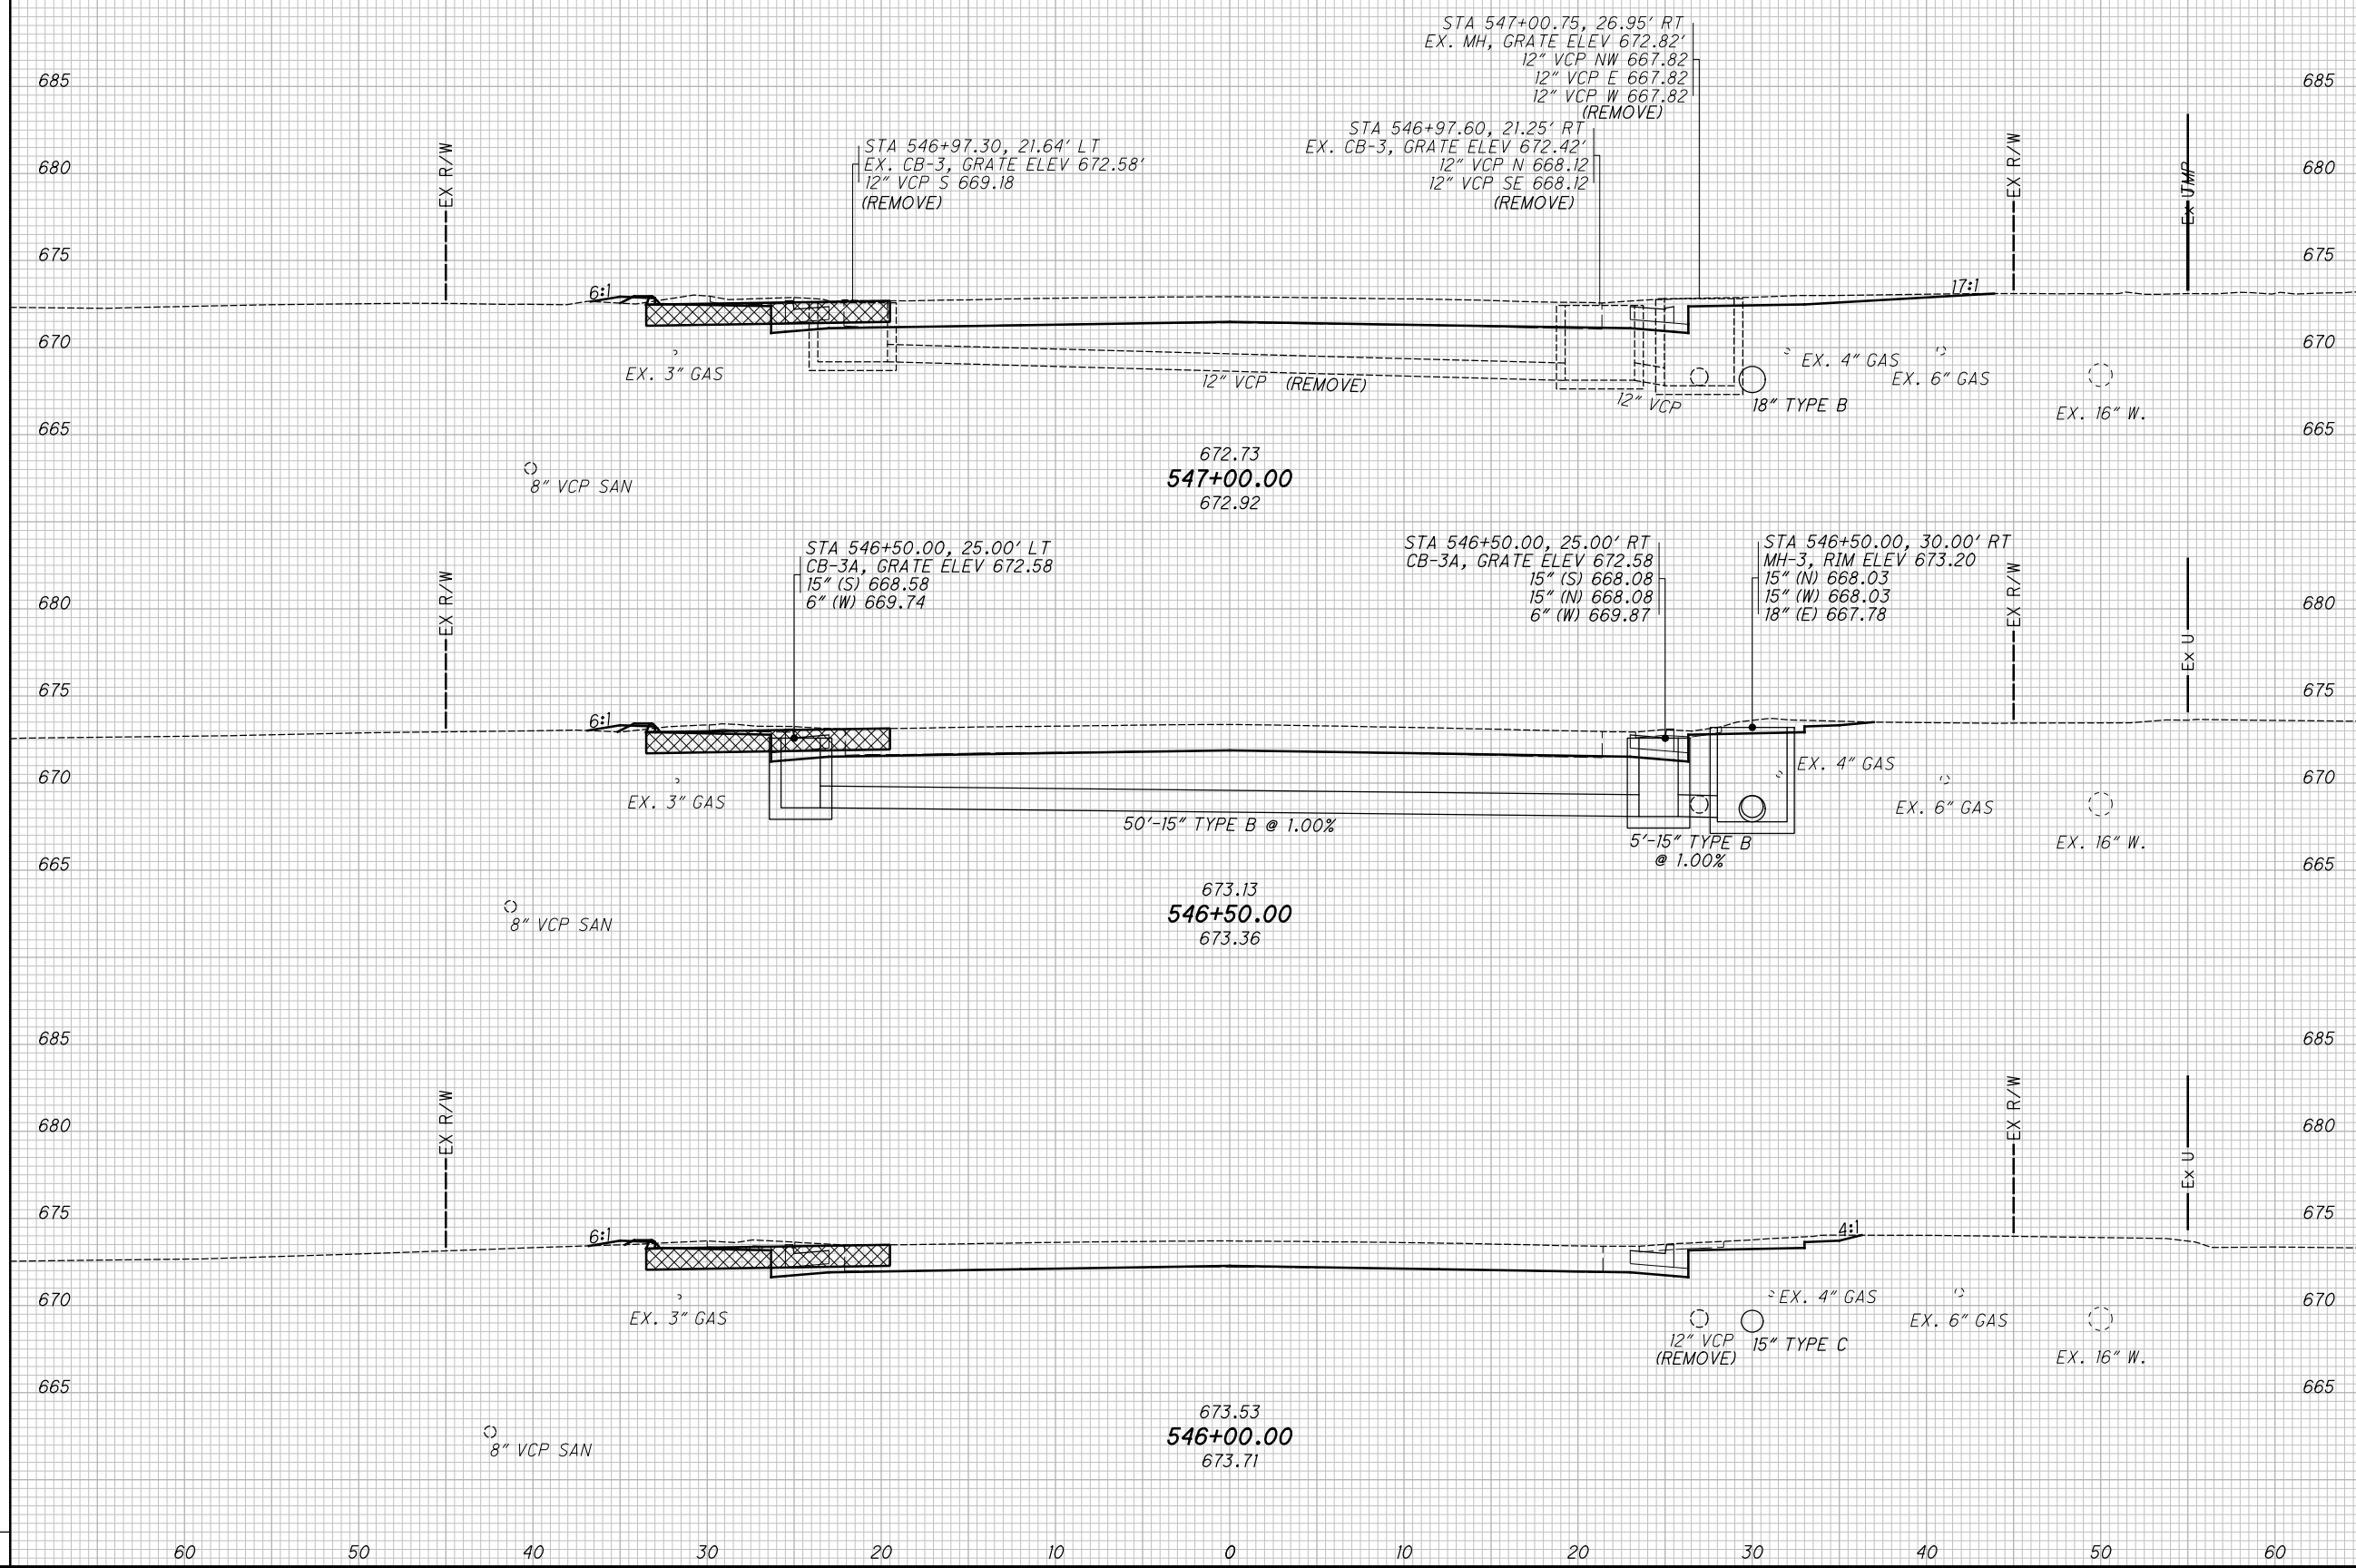 STA 547+00.75, 26.95' RT
EX. MH, GRATE ELEV 672.82'
12" VCP NW 667.82
12" VCP E 667.82
12" VCP W 667.82
(REMOVE)
685
685
STA 546+97.60, 21.25' RT
EX. CB-3, GRATE ELEV 672.42'
12" VCP N 668.12
12" VCP SE 668.12
(REMOVE)
STA 546+97.30, 21.64' LT
EX. CB-3, GRATE ELEV 672.58'
12" VCP S 669.18
(REMOVE)
680
680
EX R/W
EX R/W
675
675
6:1
17:1
670
670
EX. 3" GAS
12" VCP (REMOVE)
12" VCP
18" TYPE B
EX. 4" GAS
EX. 6" GAS
EX. 16" W.
665
665
672.73
547+00.00
672.92
8" VCP SAN
STA 546+50.00, 25.00' LT
CB-3A, GRATE ELEV 672.58
15" (S) 668.58
6" (W) 669.74
STA 546+50.00, 25.00' RT
CB-3A, GRATE ELEV 672.58
15" (S) 668.08
15" (N) 668.08
6" (W) 669.87
STA 546+50.00, 30.00' RT
MH-3, RIM ELEV 673.20
15" (N) 668.03
15" (W) 668.03
18" (E) 667.78
680
680
EX R/W
EX R/W
Ex U
675
675
6:1
670
670
EX. 3" GAS
50'-15" TYPE B @ 1.00%
5'-15" TYPE B
@ 1.00%
EX. 4" GAS
EX. 6" GAS
EX. 16" W.
665
665
673.13
546+50.00
673.36
8" VCP SAN
685
685
680
680
EX R/W
EX R/W
Ex U
675
675
6:1
4:1
670
670
EX. 3" GAS
EX. 4" GAS
12" VCP
(REMOVE)
15" TYPE C
EX. 6" GAS
EX. 16" W.
665
665
673.53
546+00.00
673.71
8" VCP SAN
60 50 40 30 20 10 0 10 20 30 40 50 60